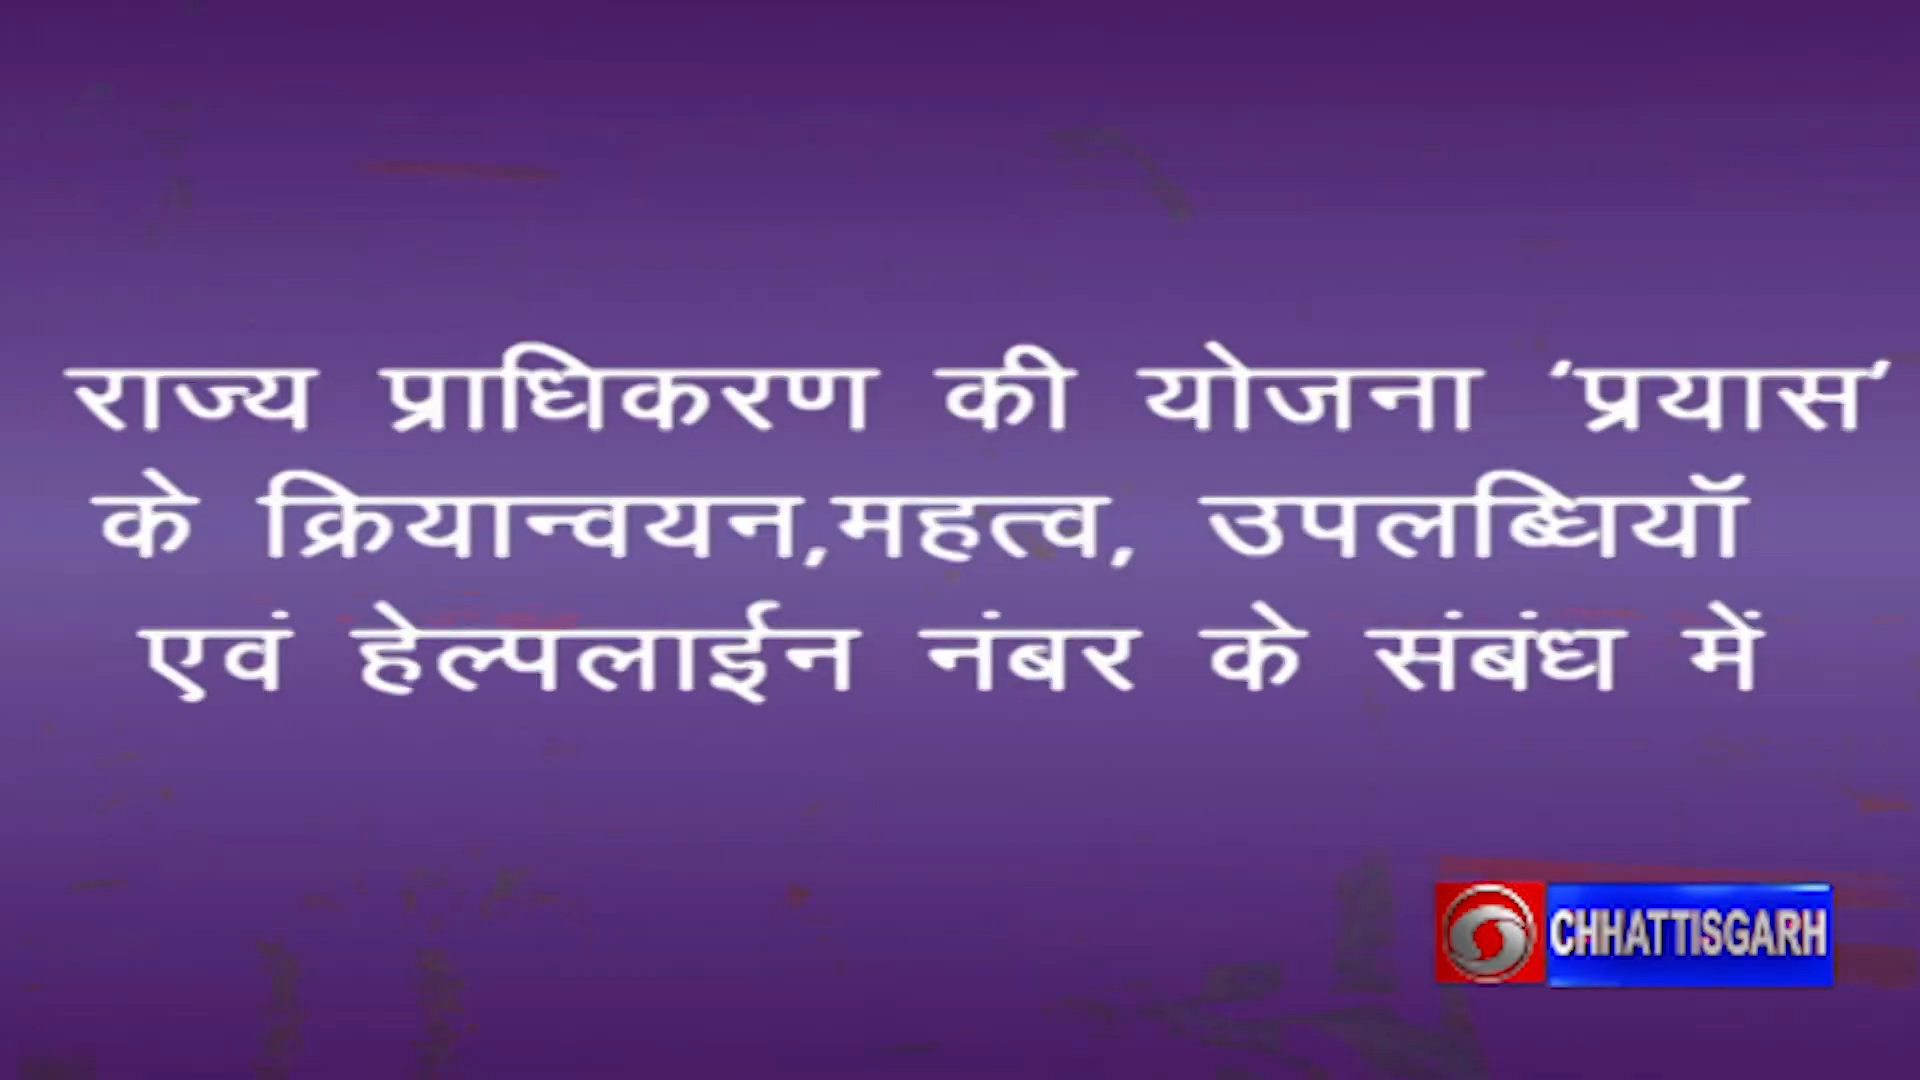 राज्य प्राधिकरण की योजना ‘प्रयास‘
के क्रियान्वयन,महत्व, उपलब्धियॉ
एवं हेल्पलाईन नंबर के संबंध में
CHHATTISGARH